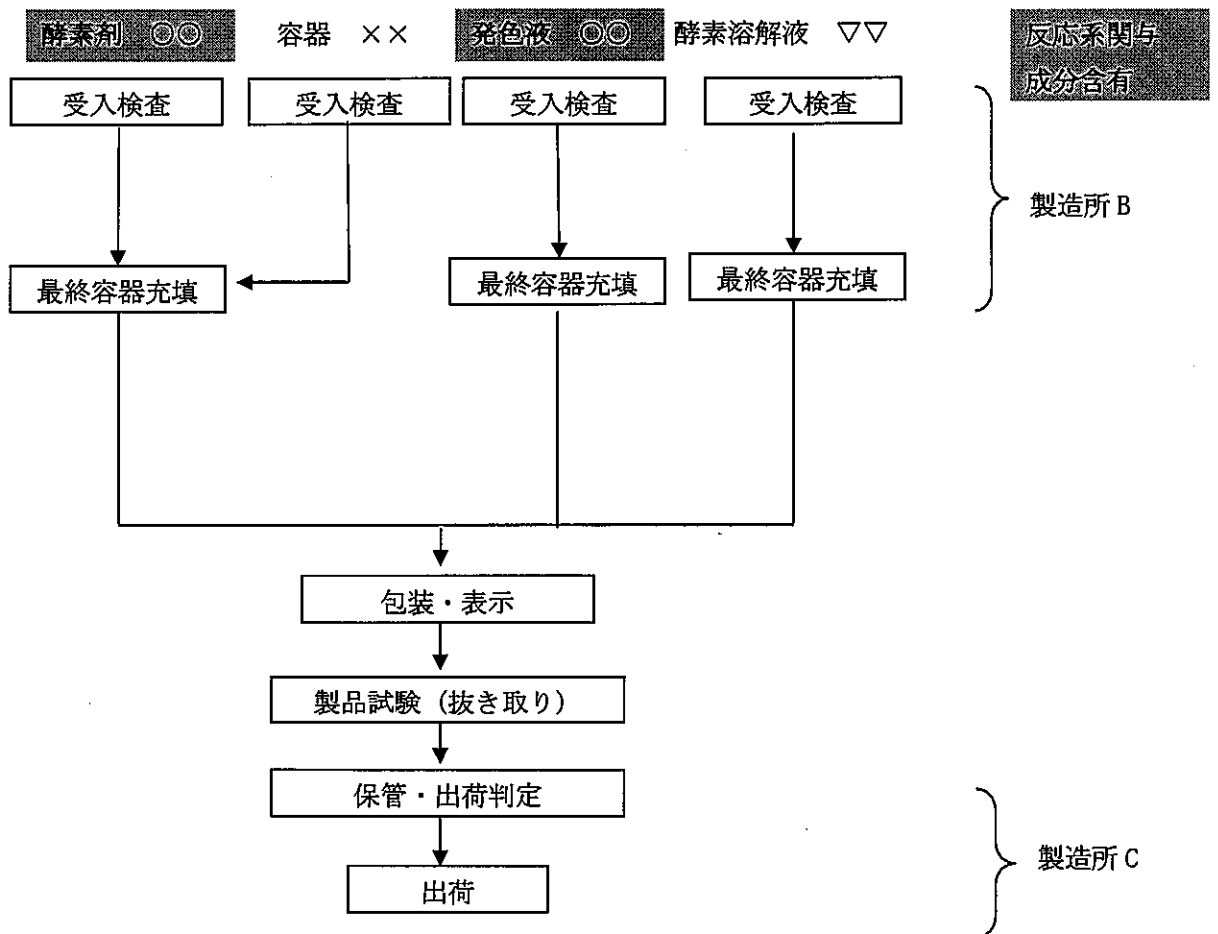 酵素剤 ○○
容器 ××
発色液 ◎◎
酵素溶解液 ▽▽
反応系関与
成分含有
受入検査
受入検査
受入検査
受入検査
製造所 B
最終容器充填
最終容器充填
最終容器充填
包装・表示
製品試験（抜き取り）
保管・出荷判定
製造所 C
出荷